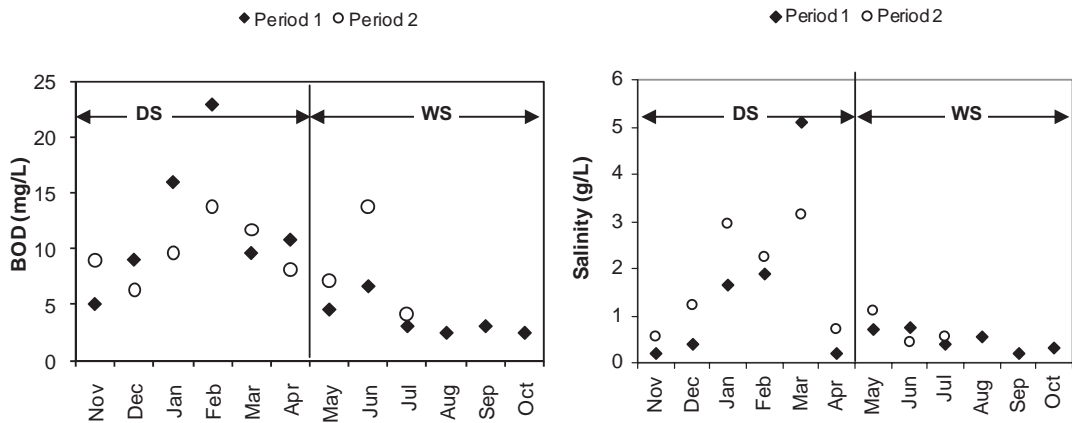 Period 1 Period 2
25
20
15
10
5
0
BOD (mg/L)
DS
WS
Nov
Dec
Jan
Feb
Mar
Apr
May
Jun
Jul
Aug
Sep
Oct
Period 1 Period 2
6
5
4
3
2
1
0
Salinity (g/L)
DS
WS
Nov
Dec
Jan
Feb
Mar
Apr
May
Jun
Jul
Aug
Sep
Oct